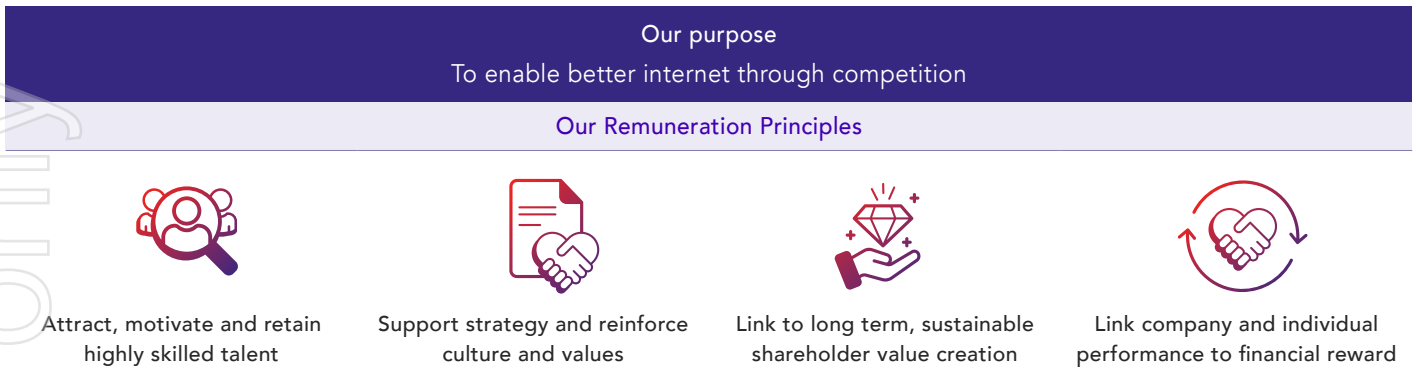 Our purpose
To enable better internet through competition
Our Remuneration Principles
Attract, motivate and retain
highly skilled talent
Support strategy and reinforce
culture and values
Link to long term, sustainable
shareholder value creation
Link company and individual
performance to financial reward